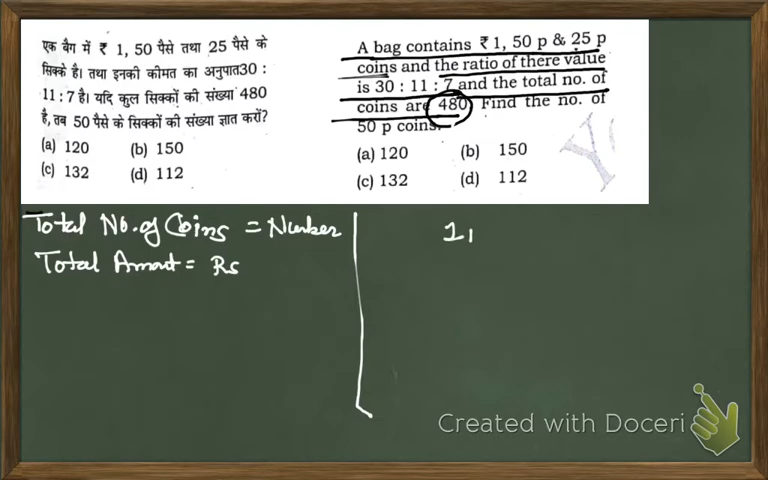 एक बैग में ₹ 1, 50 पैसे तथा 25 पैसे के
सिक्के है। तथा इनकी कीमत का अनुपात30 :
11 : 7 है। यदि कुल सिक्कों की संख्या 480
है, तब 50 पैसे के सिक्कों की संख्या ज्ञात करों?
(a) 120 (b) 150
(c) 132 (d) 112
A bag contains ₹ 1, 50 p & 25 p
coins and the ratio of there value
is 30 : 11 : 7 and the total no. of
coins are 480. Find the no. of
50 p coins.
(a) 120 (b) 150
(c) 132 (d) 112
Total No. of Coins = Number
Total Amout = Rs
1,
Created with Doceri